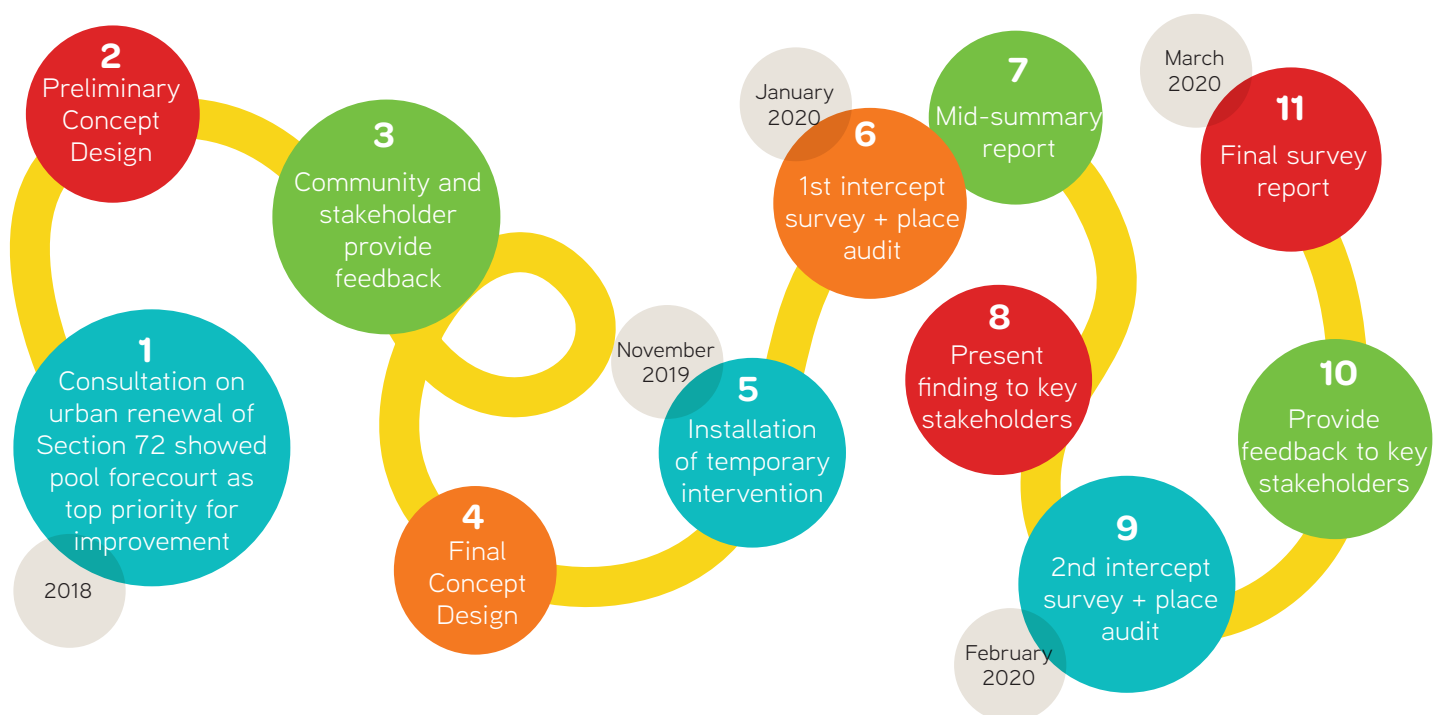 1
Consultation on
urban renewal of
Section 72 showed
pool forecourt as
top priority for
improvement
2018
2
Preliminary
Concept
Design
3
Community and
stakeholder
provide
feedback
4
Final
Concept
Design
November
2019
5
Installation
of temporary
intervention
January
2020
6
1st intercept
survey + place
audit
7
Mid-summary
report
8
Present
finding to key
stakeholders
9
2nd intercept
survey + place
audit
February
2020
10
Provide
feedback to key
stakeholders
March
2020
11
Final survey
report